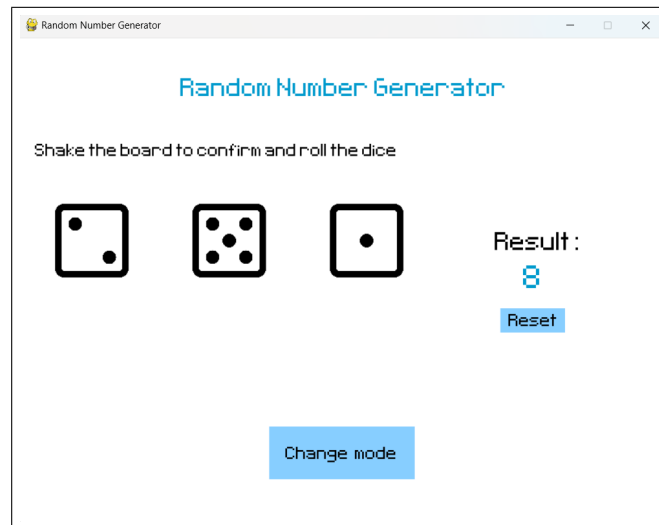 Random Number Generator
Random Number Generator
Shake the board to confirm and roll the dice
Result :
8
Reset
Change mode